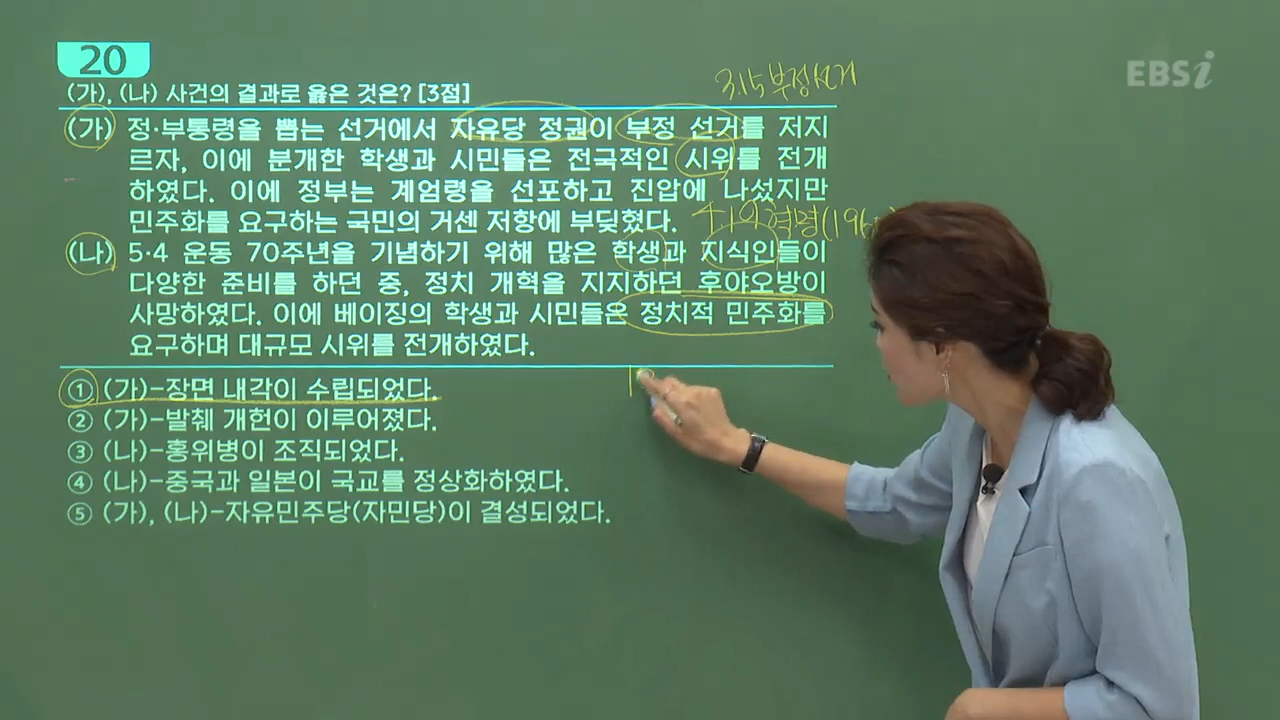 20
EBSi
(가), (나) 사건의 결과로 옳은 것은? [3점]
3.15 부정선거
(가) 정·부통령을 뽑는 선거에서 자유당 정권이 부정 선거를 저지
르자, 이에 분개한 학생과 시민들은 전국적인 시위를 전개
하였다. 이에 정부는 계엄령을 선포하고 진압에 나섰지만
민주화를 요구하는 국민의 거센 저항에 부딪혔다.
4·19 혁명(196
(나) 5·4 운동 70주년을 기념하기 위해 많은 학생과 지식인들이
다양한 준비를 하던 중, 정치 개혁을 지지하던 후야오방이
사망하였다. 이에 베이징의 학생과 시민들은 정치적 민주화를
요구하며 대규모 시위를 전개하였다.
① (가)-장면 내각이 수립되었다.
② (가)-발췌 개헌이 이루어졌다.
③ (나)-홍위병이 조직되었다.
④ (나)-중국과 일본이 국교를 정상화하였다.
⑤ (가), (나)-자유민주당(자민당)이 결성되었다.